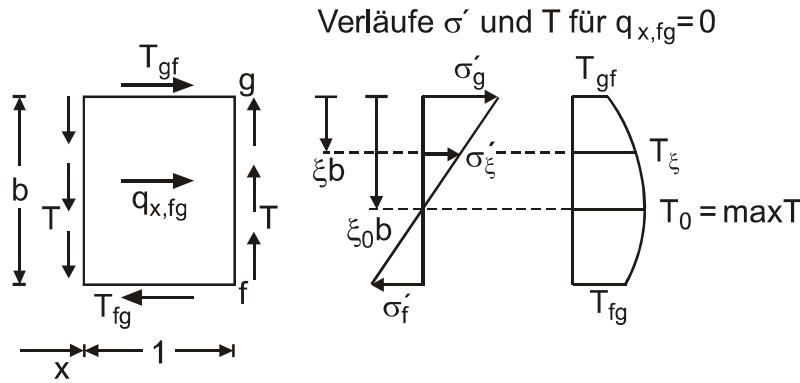 Verläufe σ′ und T für q x,fg = 0
T gf
g
b
T
q x,fg
T
T fg
f
x
1
ξb
ξ₀b
σ′g
σ′ξ
σ′f
T gf
T ξ
T₀ = maxT
T fg